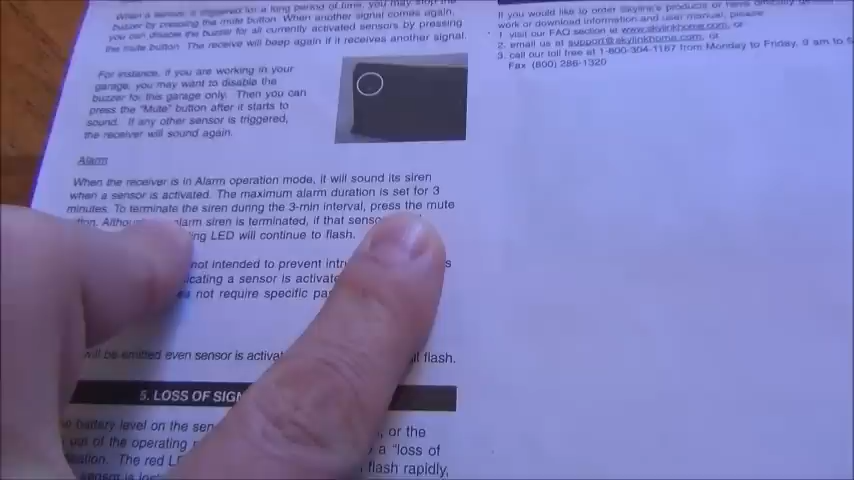 When a sensor is triggered for a long period of time, you may stop the
buzzer by pressing the mute button. When another signal comes again,
you can disable the buzzer for all currently activated sensors by pressing
the mute button. The receive will beep again if it receives another signal.
For instance, if you are working in your
garage, you may want to disable the
buzzer for this garage only. Then you can
press the "Mute" button after it starts to
sound. If any other sensor is triggered,
the receiver will sound again.
Alarm
When the receiver is in Alarm operation mode, it will sound its siren
when a sensor is activated. The maximum alarm duration is set for 3
minutes. To terminate the siren during the 3-min interval, press the mute
alarm siren is terminated, if that
LED will continue to flash.
not intended to prevent
a sensor is
not require specific
will be emitted even sensor is flash.
5. LOSS OF
battery level on the or the
out of the operating a "loss of
The red flash rapidly,
If you would like to order Skylink's products or
work or download information and user manual, please
1. visit our FAQ section at www.skylinkhome.com, or
2. email us at support@skylinkhome.com, or
3. call our toll free at 1-800-304-1187 from Monday to Friday, 9 am to 5
Fax (800) 286-1320